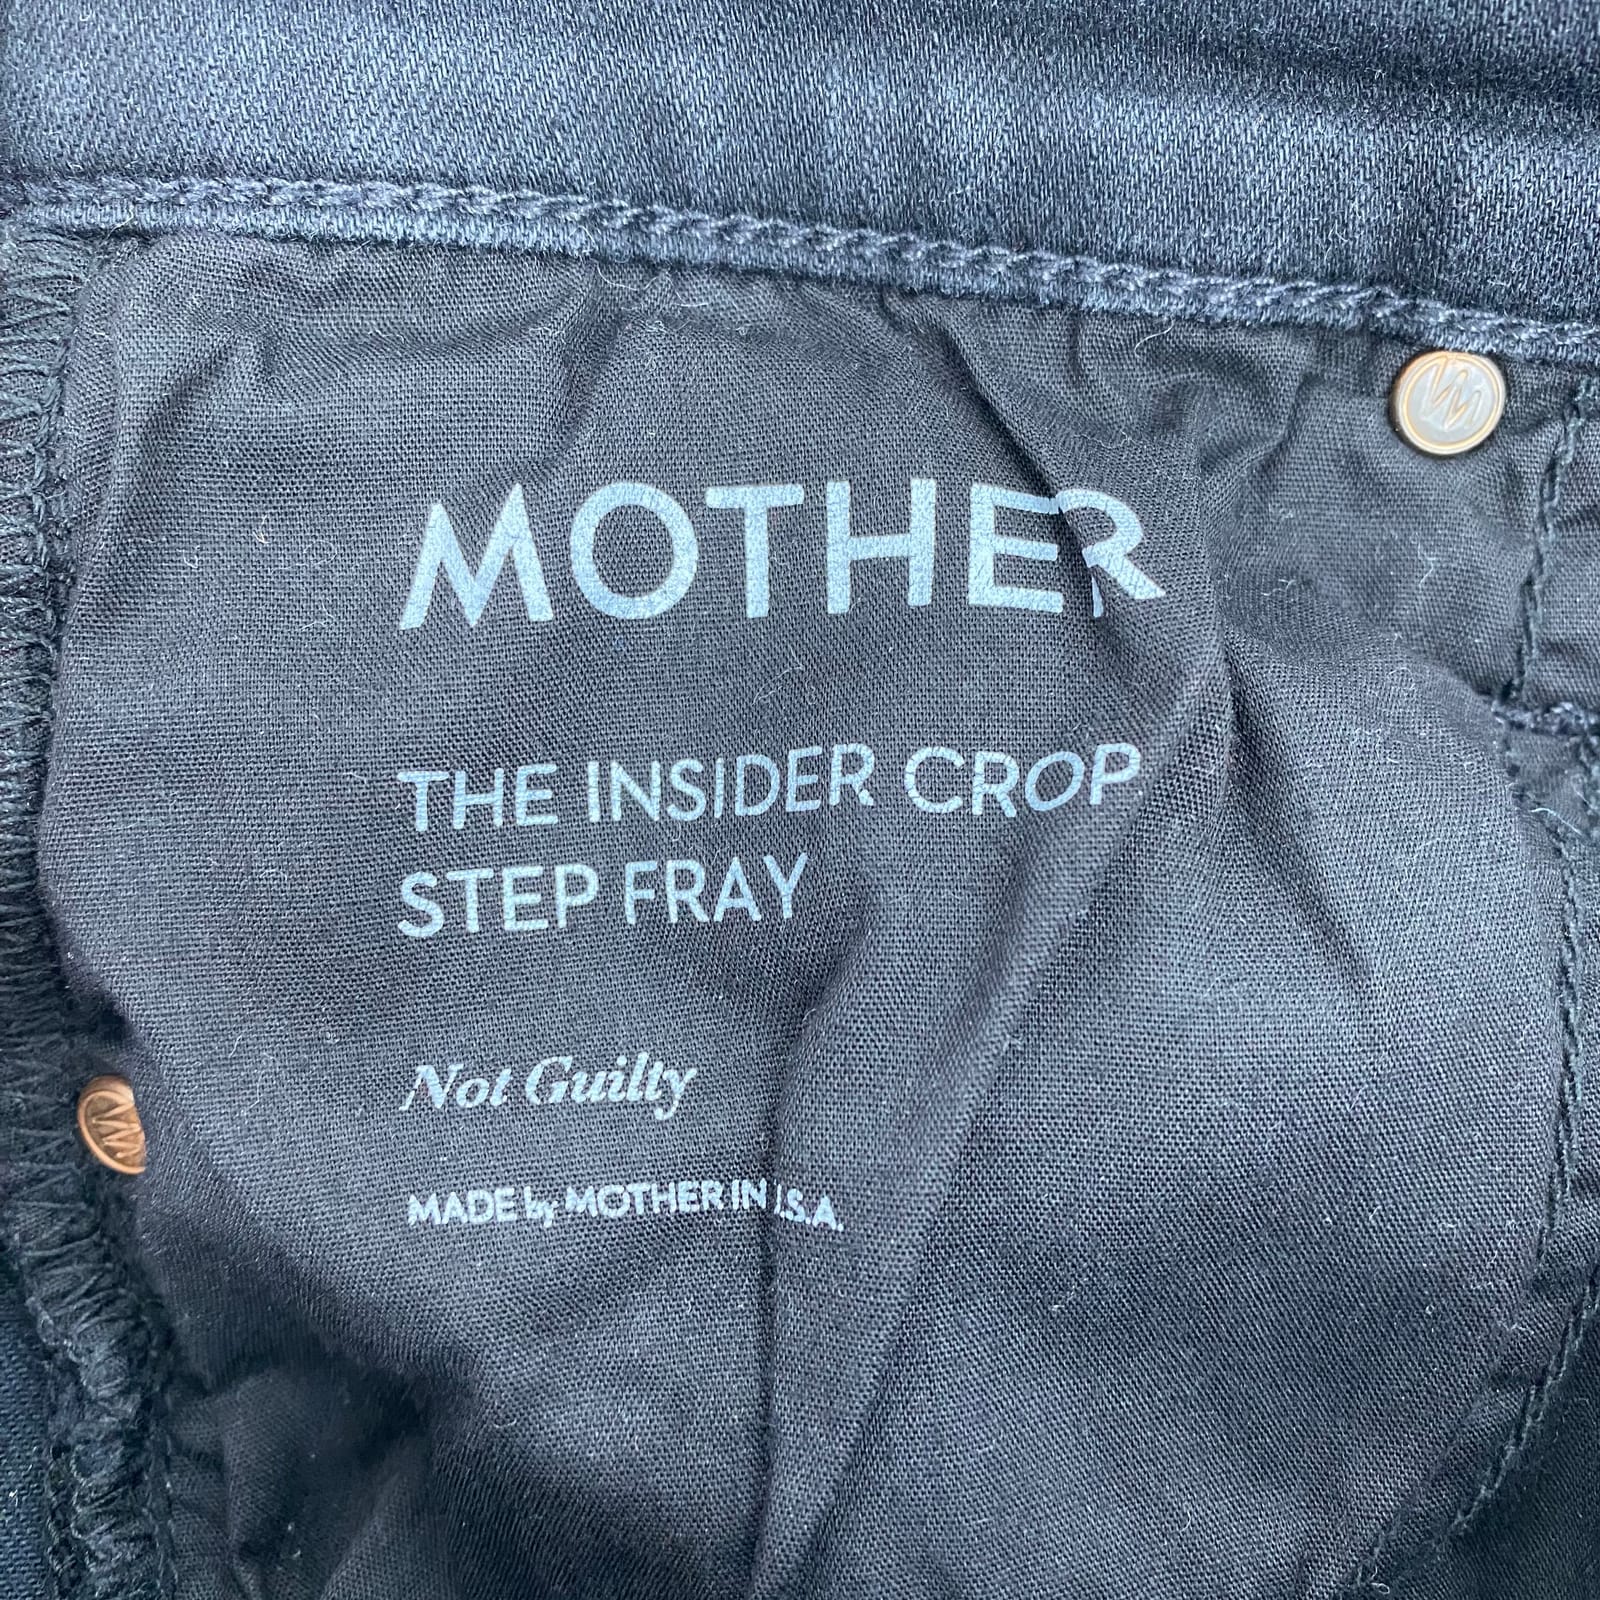 MOTHER
THE INSIDER CROP
STEP FRAY
Not Guilty
MADE by MOTHER IN .S.A.